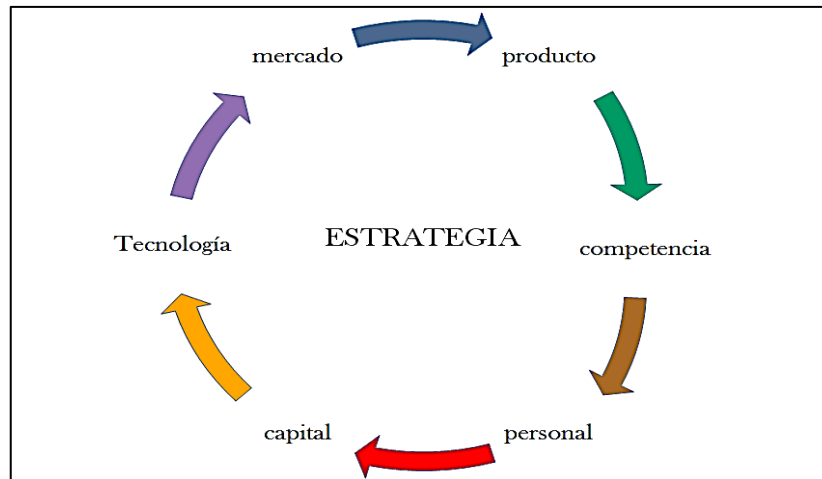 mercado
producto
Tecnología
ESTRATEGIA
competencia
capital
personal